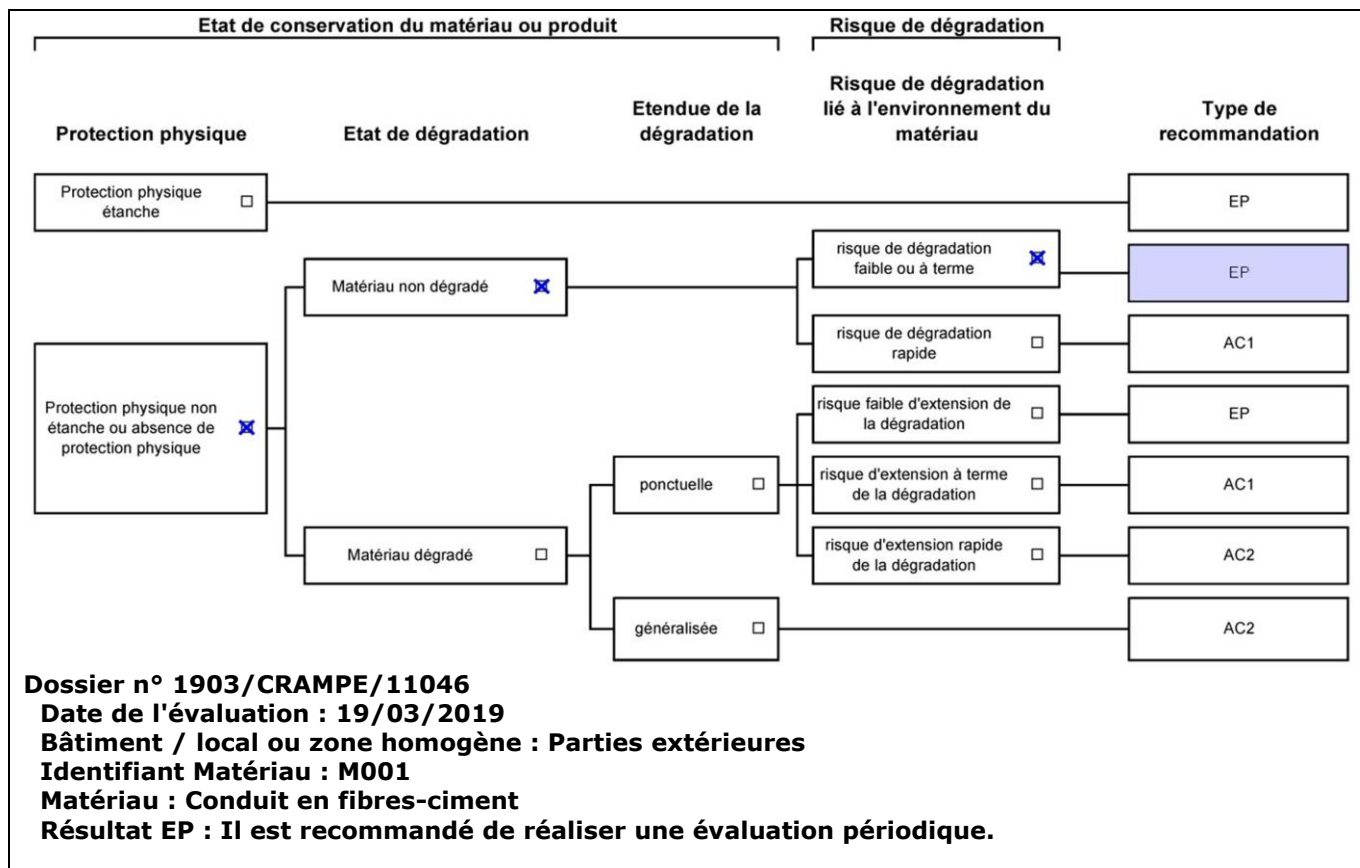 Etat de conservation du matériau ou produit
Risque de dégradation
Protection physique
Etat de dégradation
Etendue de la
dégradation
Risque de dégradation
lié à l'environnement du
matériau
Type de
recommandation
Protection physique
étanche
EP
risque de dégradation
faible ou à terme
EP
Matériau non dégradé
risque de dégradation
rapide
AC1
Protection physique non
étanche ou absence de
protection physique
risque faible d'extension de
la dégradation
EP
ponctuelle
risque d'extension à terme
de la dégradation
AC1
Matériau dégradé
risque d'extension rapide
de la dégradation
AC2
généralisée
AC2
Dossier n° 1903/CRAMPE/11046
Date de l'évaluation : 19/03/2019
Bâtiment / local ou zone homogène : Parties extérieures
Identifiant Matériau : M001
Matériau : Conduit en fibres-ciment
Résultat EP : Il est recommandé de réaliser une évaluation périodique.